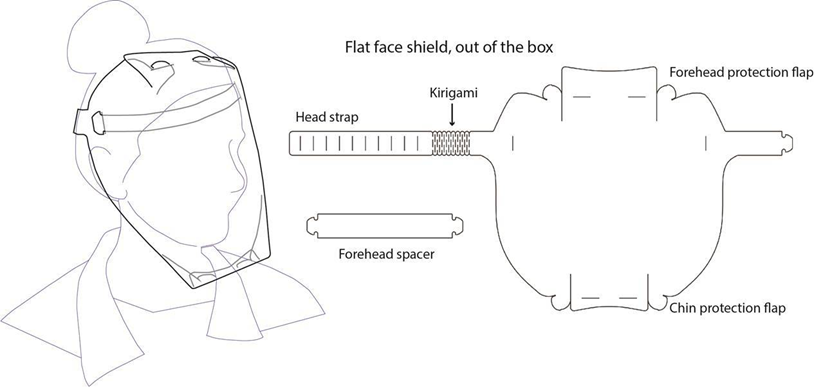 Flat face shield, out of the box
Forehead protection flap
Kirigami
Head strap
Forehead spacer
Chin protection flap